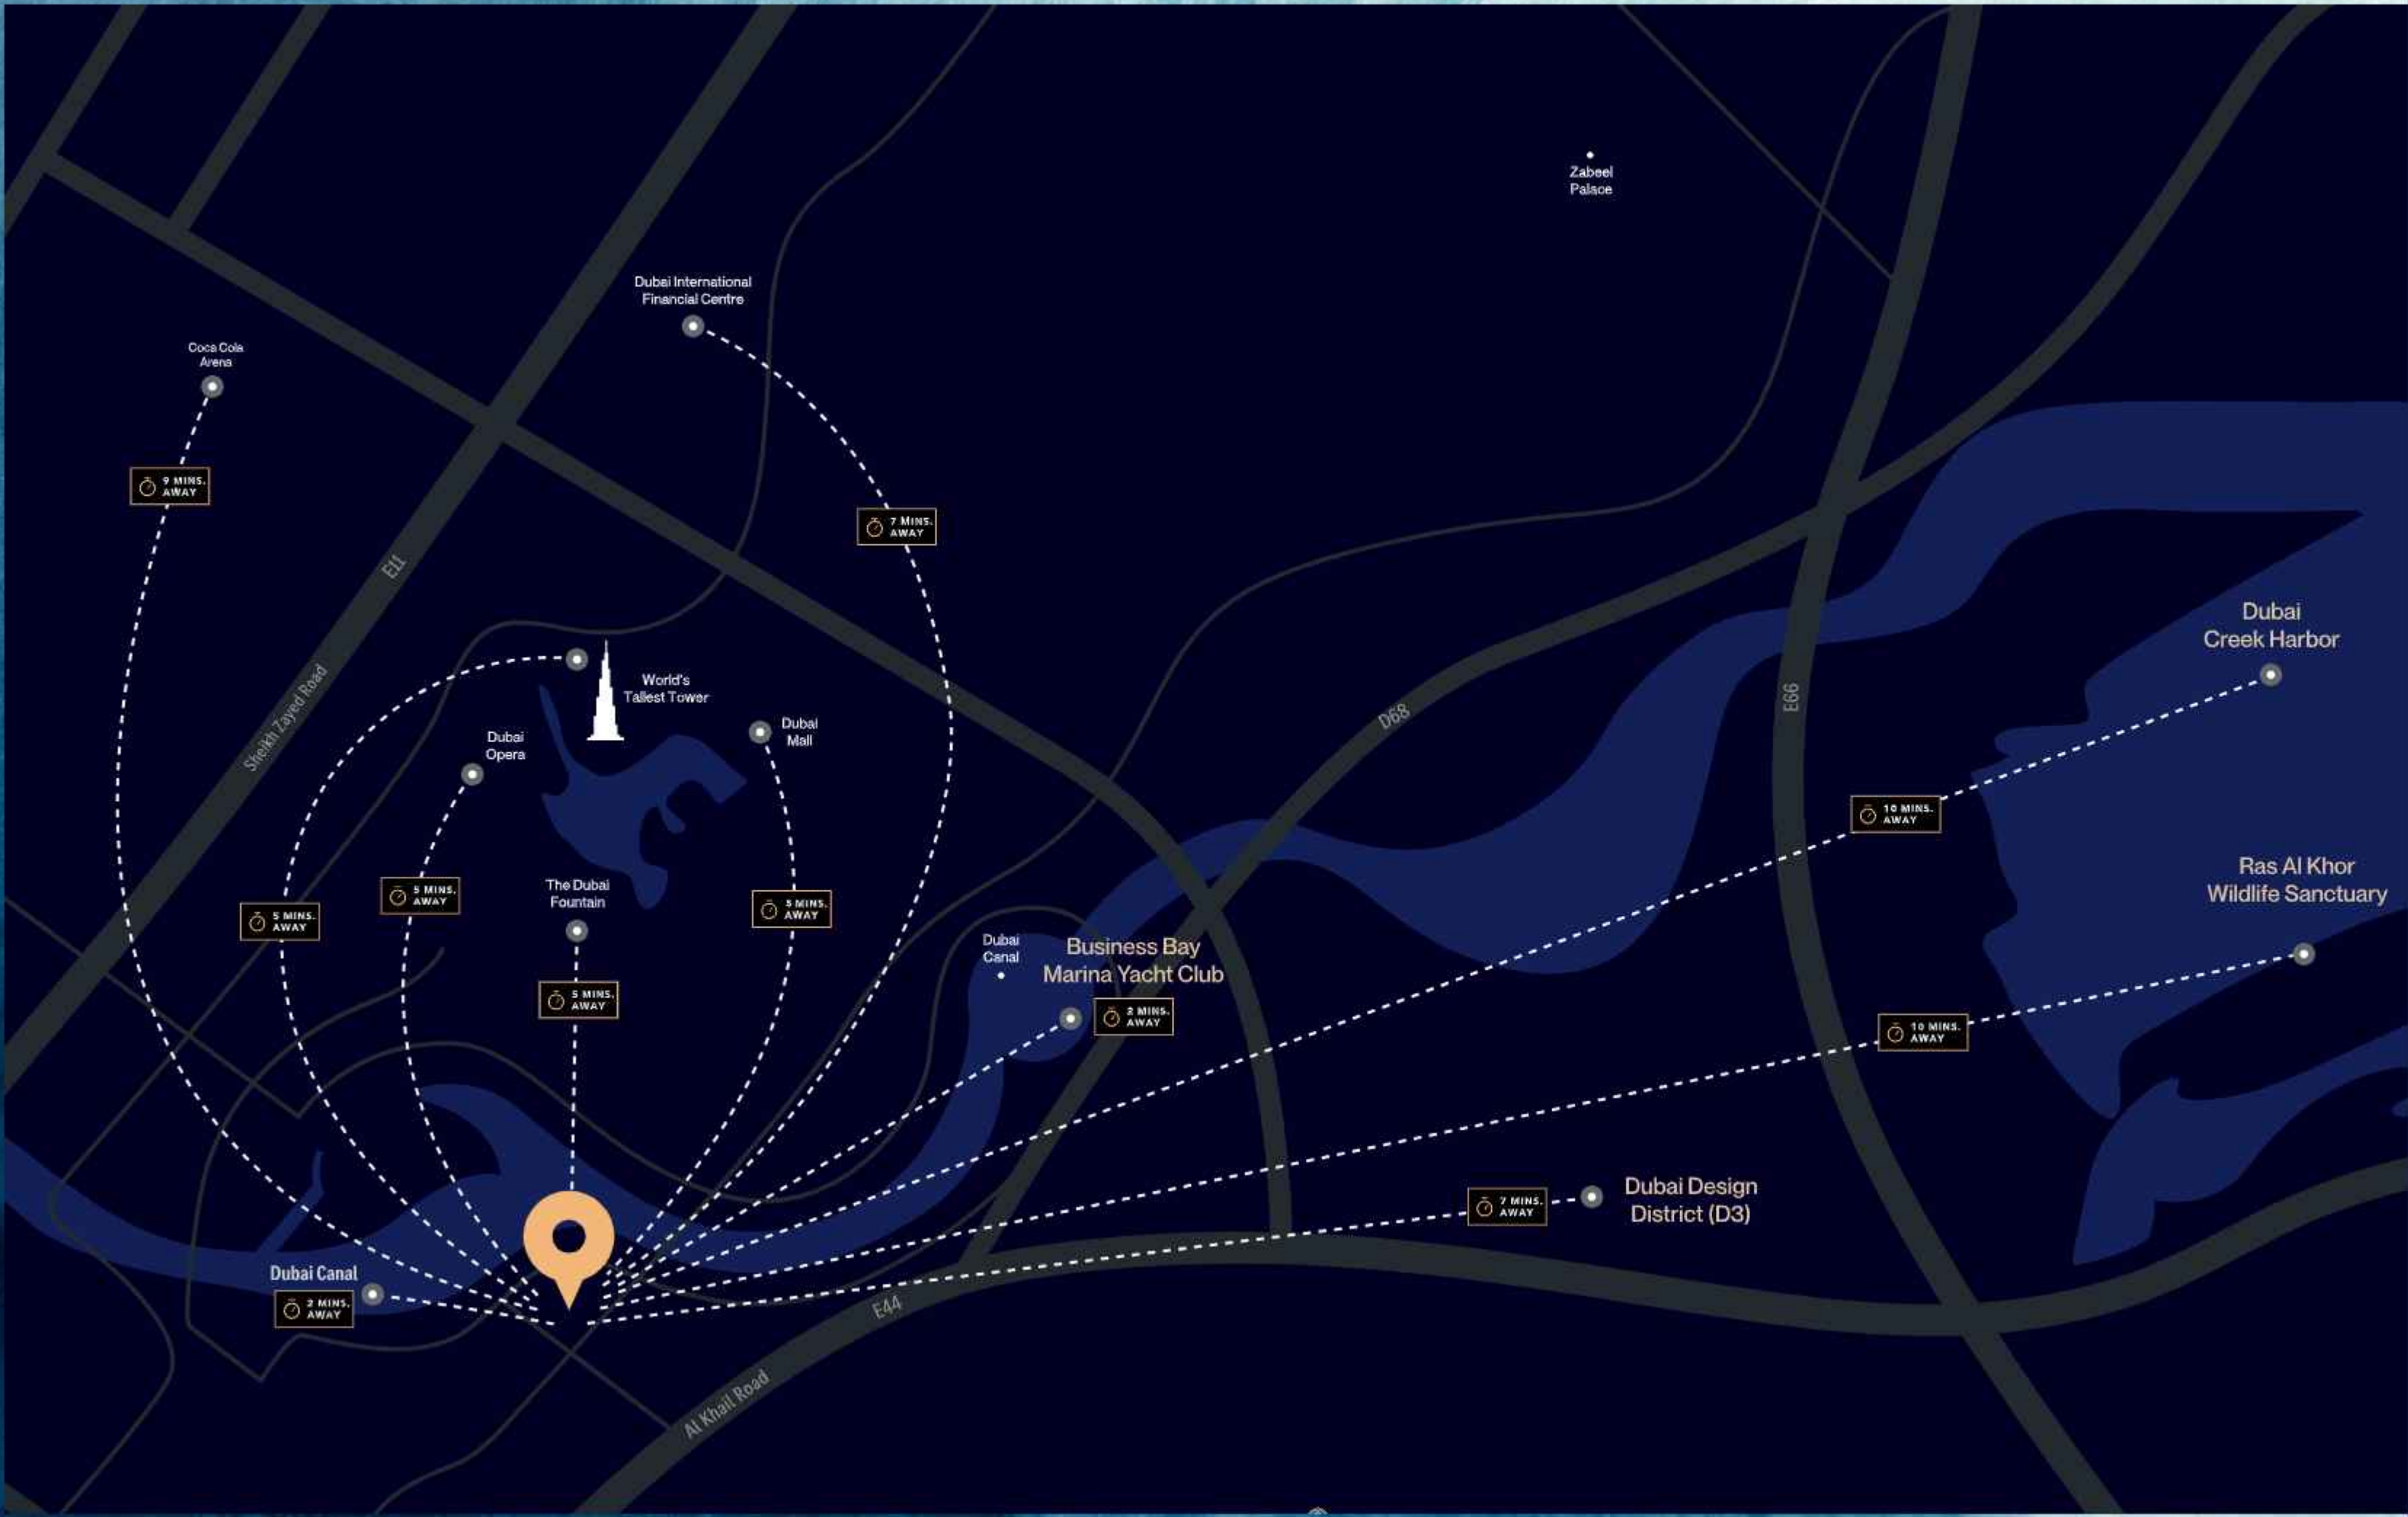 Zabeel
Palace
Dubai International
Financial Centre
Coca Cola
Arena
9 MINS.
AWAY
7 MINS.
AWAY
E11
Sheikh Zayed Road
World's
Tallest Tower
Dubai
Mall
Dubai
Opera
D68
E66
Dubai
Creek Harbor
10 MINS.
AWAY
Ras Al Khor
Wildlife Sanctuary
5 MINS.
AWAY
5 MINS.
AWAY
The Dubai
Fountain
5 MINS.
AWAY
5 MINS.
AWAY
Dubai
Canal
Business Bay
Marina Yacht Club
2 MINS.
AWAY
10 MINS.
AWAY
Dubai Design
District (D3)
7 MINS.
AWAY
Dubai Canal
2 MINS.
AWAY
E44
Al Khail Road